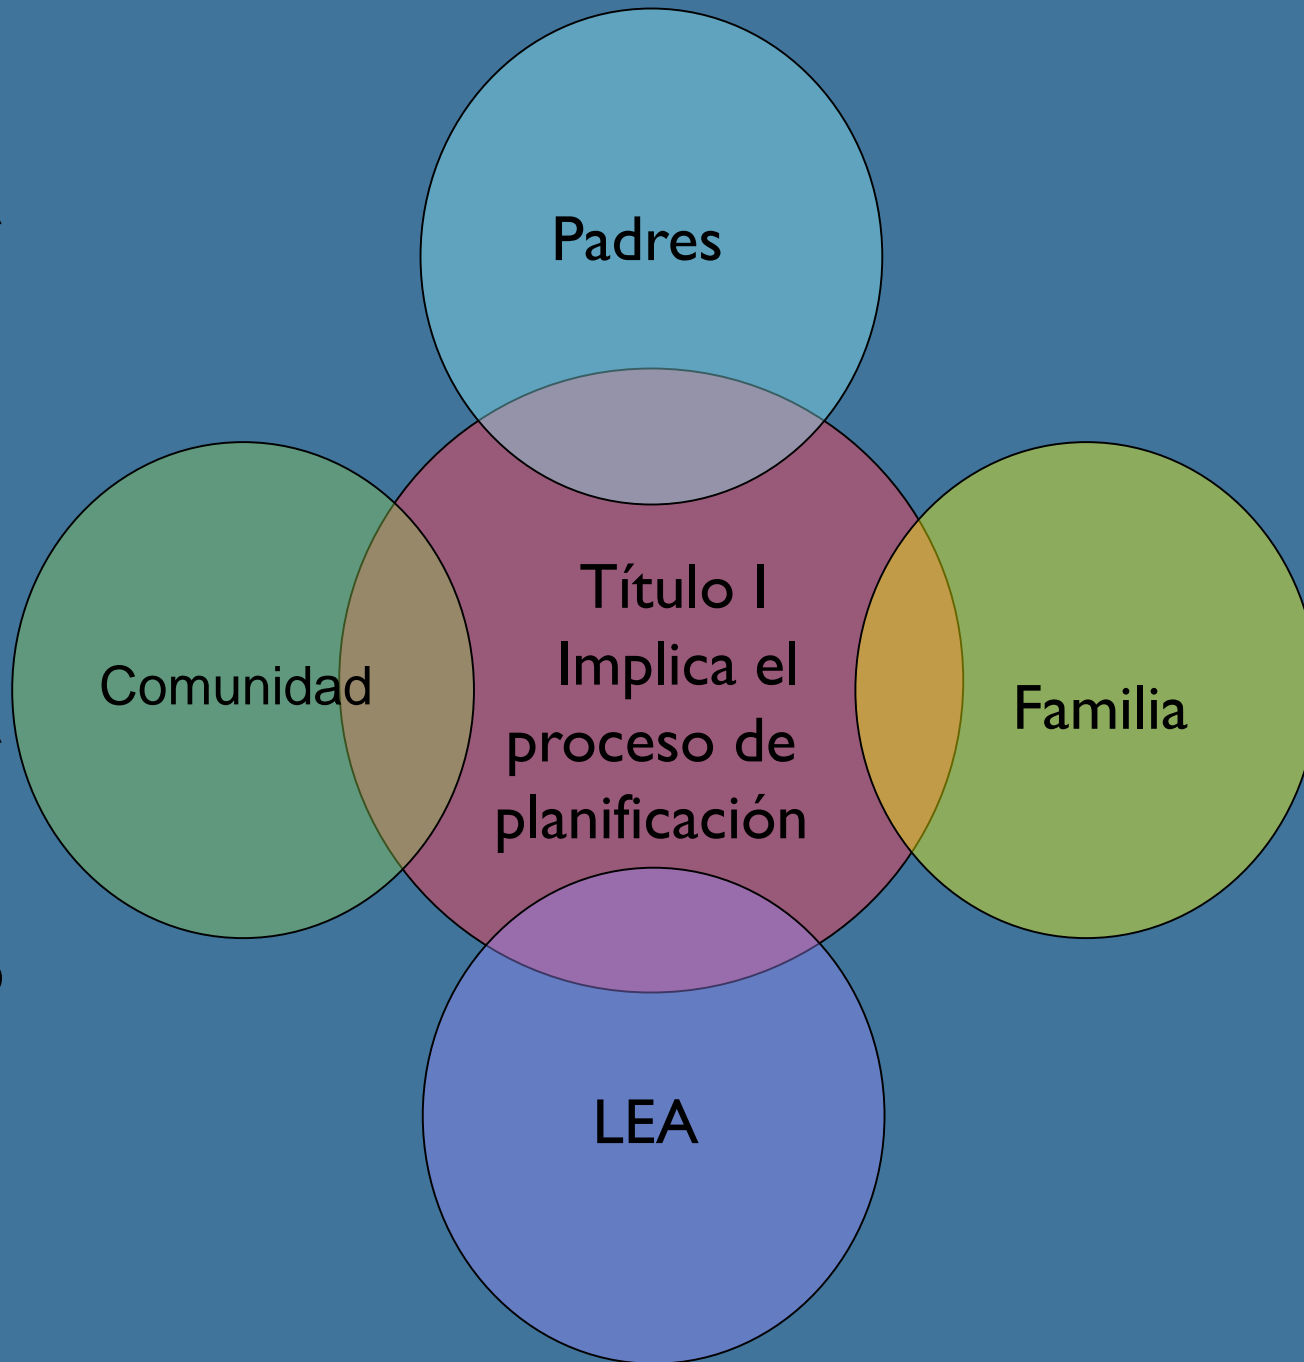 Padres
Título I
Implica el
proceso de
planificación
Comunidad
Familia
LEA